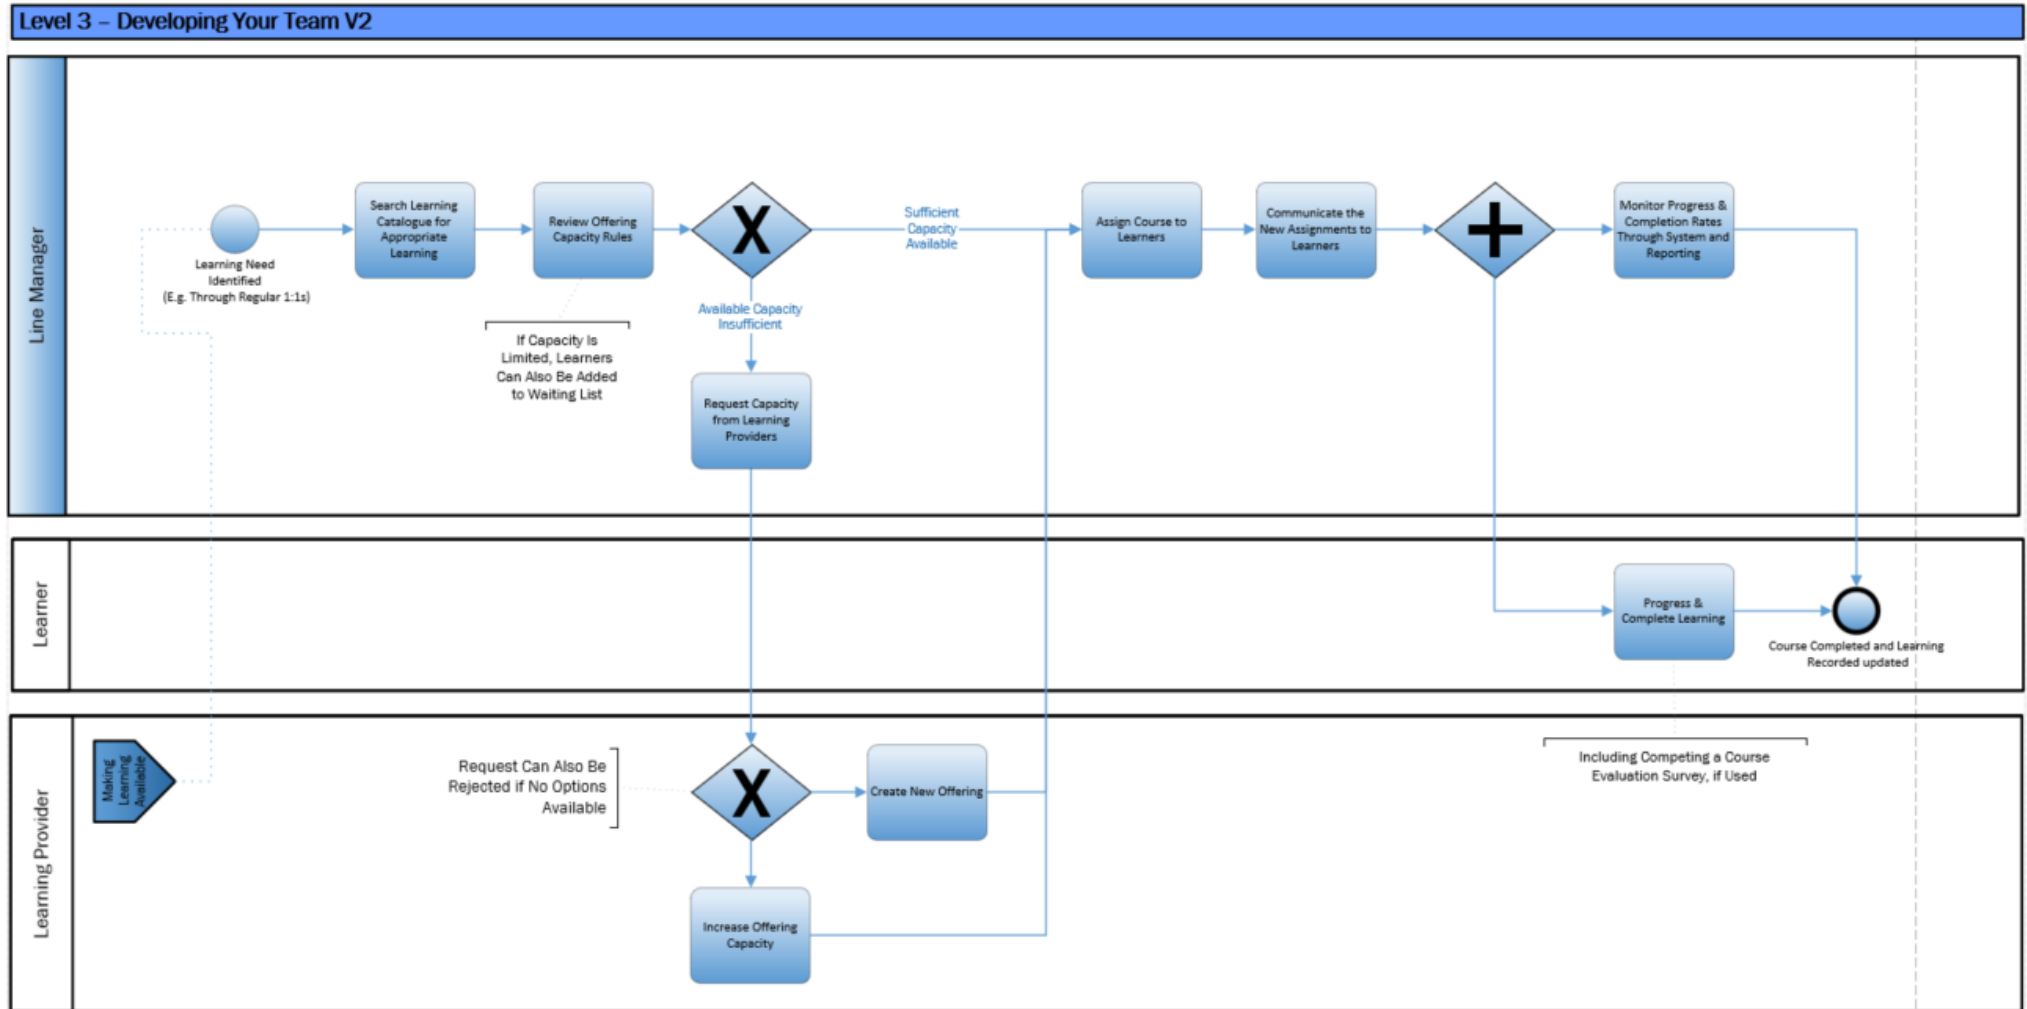 Level 3 – Developing Your Team V2
Line Manager
Learning Need
Identified
(E.g. Through Regular 1:1s)
Search Learning
Catalogue for
Appropriate
Learning
Review Offering
Capacity Rules
If Capacity Is
Limited, Learners
Can Also Be Added
to Waiting List
X
Sufficient
Capacity
Available
Available Capacity
Insufficient
Request Capacity
from Learning
Providers
Assign Course to
Learners
Communicate the
New Assignments to
Learners
Monitor Progress &
Completion Rates
Through System and
Reporting
Learner
Progress &
Complete Learning
Course Completed and Learning
Recorded updated
Including Competing a Course
Evaluation Survey, if Used
Learning Provider
Making
Learning
Available
Request Can Also Be
Rejected if No Options
Available
X
Create New Offering
Increase Offering
Capacity